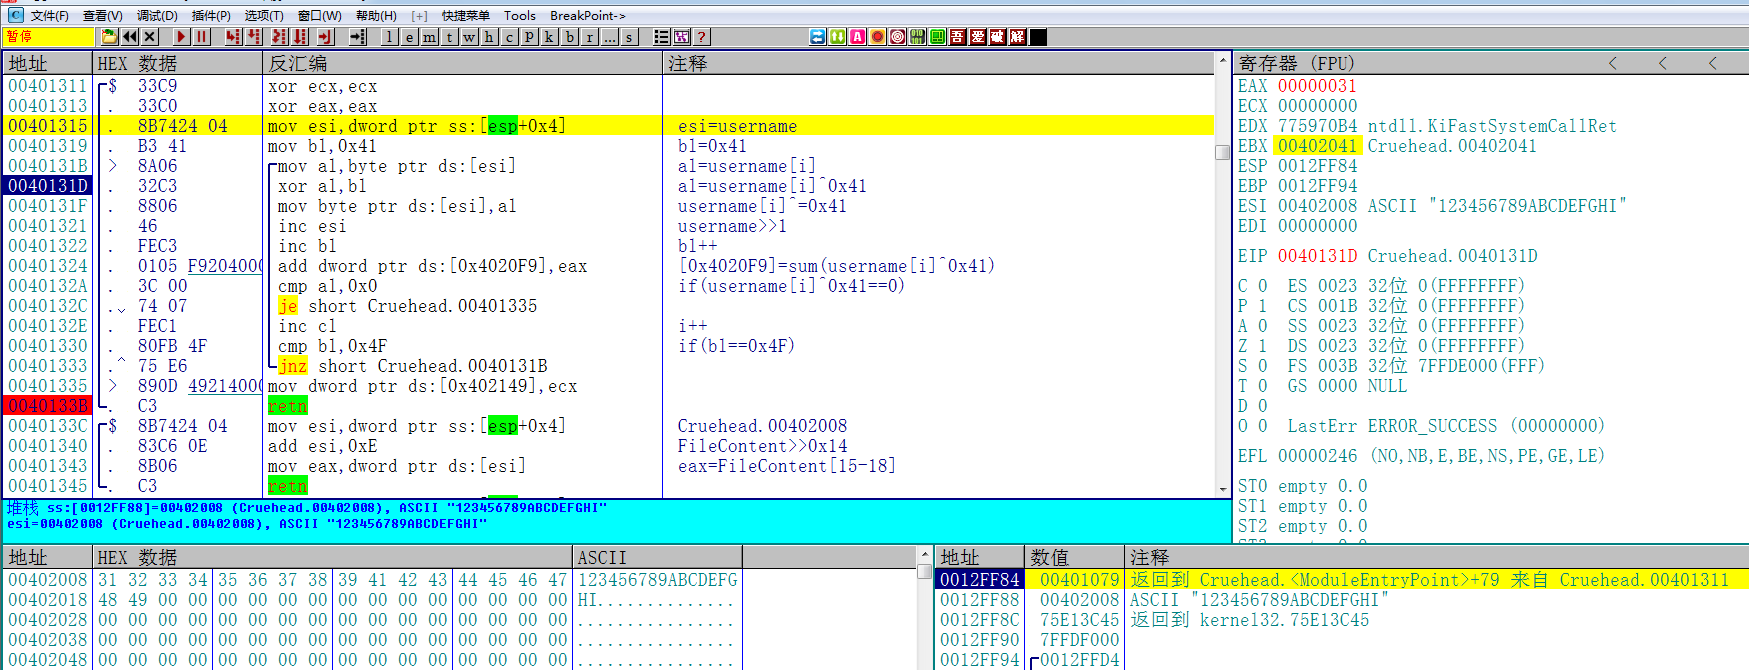 文件(F) 查看(V) 调试(D) 插件(P) 选项(T) 窗口(W) 帮助(H) [+] 快捷菜单 Tools BreakPoint->
暂停 l e m t w h c p k b r ... s ? 吾 爱 破 解
地址 HEX 数据 反汇编 注释
00401311 $ 33C9 xor ecx,ecx
00401313 . 33C0 xor eax,eax
00401315 . 8B7424 04 mov esi,dword ptr ss:[esp+0x4] esi=username
00401319 . B3 41 mov bl,0x41 bl=0x41
0040131B > 8A06 mov al,byte ptr ds:[esi] al=username[i]
0040131D . 32C3 xor al,bl al=username[i]^0x41
0040131F . 8806 mov byte ptr ds:[esi],al username[i]^=0x41
00401321 . 46 inc esi username>>1
00401322 . FEC3 inc bl bl++
00401324 . 0105 F9204000 add dword ptr ds:[0x4020F9],eax [0x4020F9]=sum(username[i]^0x41)
0040132A . 3C 00 cmp al,0x0 if(username[i]^0x41==0)
0040132C . 74 07 je short Cruehead.00401335
0040132E . FEC1 inc cl i++
00401330 . 80FB 4F cmp bl,0x4F if(bl==0x4F)
00401333 .^ 75 E6 jnz short Cruehead.0040131B
00401335 > 890D 49214000 mov dword ptr ds:[0x402149],ecx
0040133B . C3 retn
0040133C $ 8B7424 04 mov esi,dword ptr ss:[esp+0x4] Cruehead.00402008
00401340 . 83C6 0E add esi,0xE FileContent>>0x14
00401343 . 8B06 mov eax,dword ptr ds:[esi] eax=FileContent[15-18]
00401345 . C3 retn
寄存器 (FPU) < < <
EAX 00000031
ECX 00000000
EDX 775970B4 ntdll.KiFastSystemCallRet
EBX 00402041 Cruehead.00402041
ESP 0012FF84
EBP 0012FF94
ESI 00402008 ASCII "123456789ABCDEFGHI"
EDI 00000000
EIP 0040131D Cruehead.0040131D
C 0 ES 0023 32位 0(FFFFFFFF)
P 1 CS 001B 32位 0(FFFFFFFF)
A 0 SS 0023 32位 0(FFFFFFFF)
Z 1 DS 0023 32位 0(FFFFFFFF)
S 0 FS 003B 32位 7FFDE000(FFF)
T 0 GS 0000 NULL
D 0
O 0 LastErr ERROR_SUCCESS (00000000)
EFL 00000246 (NO,NB,E,BE,NS,PE,GE,LE)
ST0 empty 0.0
ST1 empty 0.0
ST2 empty 0.0
堆栈 ss:[0012FF88]=00402008 (Cruehead.00402008), ASCII "123456789ABCDEFGHI"
esi=00402008 (Cruehead.00402008), ASCII "123456789ABCDEFGHI"
地址 HEX 数据 ASCII
00402008 31 32 33 34 35 36 37 38 39 41 42 43 44 45 46 47 123456789ABCDEFG
00402018 48 49 00 00 00 00 00 00 00 00 00 00 00 00 00 00 HI..............
00402028 00 00 00 00 00 00 00 00 00 00 00 00 00 00 00 00 ................
00402038 00 00 00 00 00 00 00 00 00 00 00 00 00 00 00 00 ................
00402048 00 00 00 00 00 00 00 00 00 00 00 00 00 00 00 00 ................
地址 数值 注释
0012FF84 00401079 返回到 Cruehead.<ModuleEntryPoint>+79 来自 Cruehead.00401311
0012FF88 00402008 ASCII "123456789ABCDEFGHI"
0012FF8C 75E13C45 返回到 kernel32.75E13C45
0012FF90 7FFDF000
0012FF94 0012FFD4